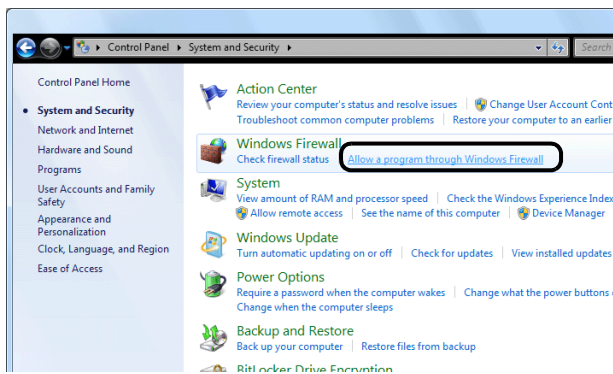 Control Panel ▸ System and Security ▸
Search
Control Panel Home
System and Security
Network and Internet
Hardware and Sound
Programs
User Accounts and Family
Safety
Appearance and
Personalization
Clock, Language, and Region
Ease of Access
Action Center
Review your computer's status and resolve issues | Change User Account Cont
Troubleshoot common computer problems | Restore your computer to an earlier
Windows Firewall
Check firewall status Allow a program through Windows Firewall
System
View amount of RAM and processor speed | Check the Windows Experience Index
Allow remote access | See the name of this computer | Device Manager
Windows Update
Turn automatic updating on or off | Check for updates | View installed updates
Power Options
Require a password when the computer wakes | Change what the power buttons
Change when the computer sleeps
Backup and Restore
Back up your computer | Restore files from backup
BitLocker Drive Encryption